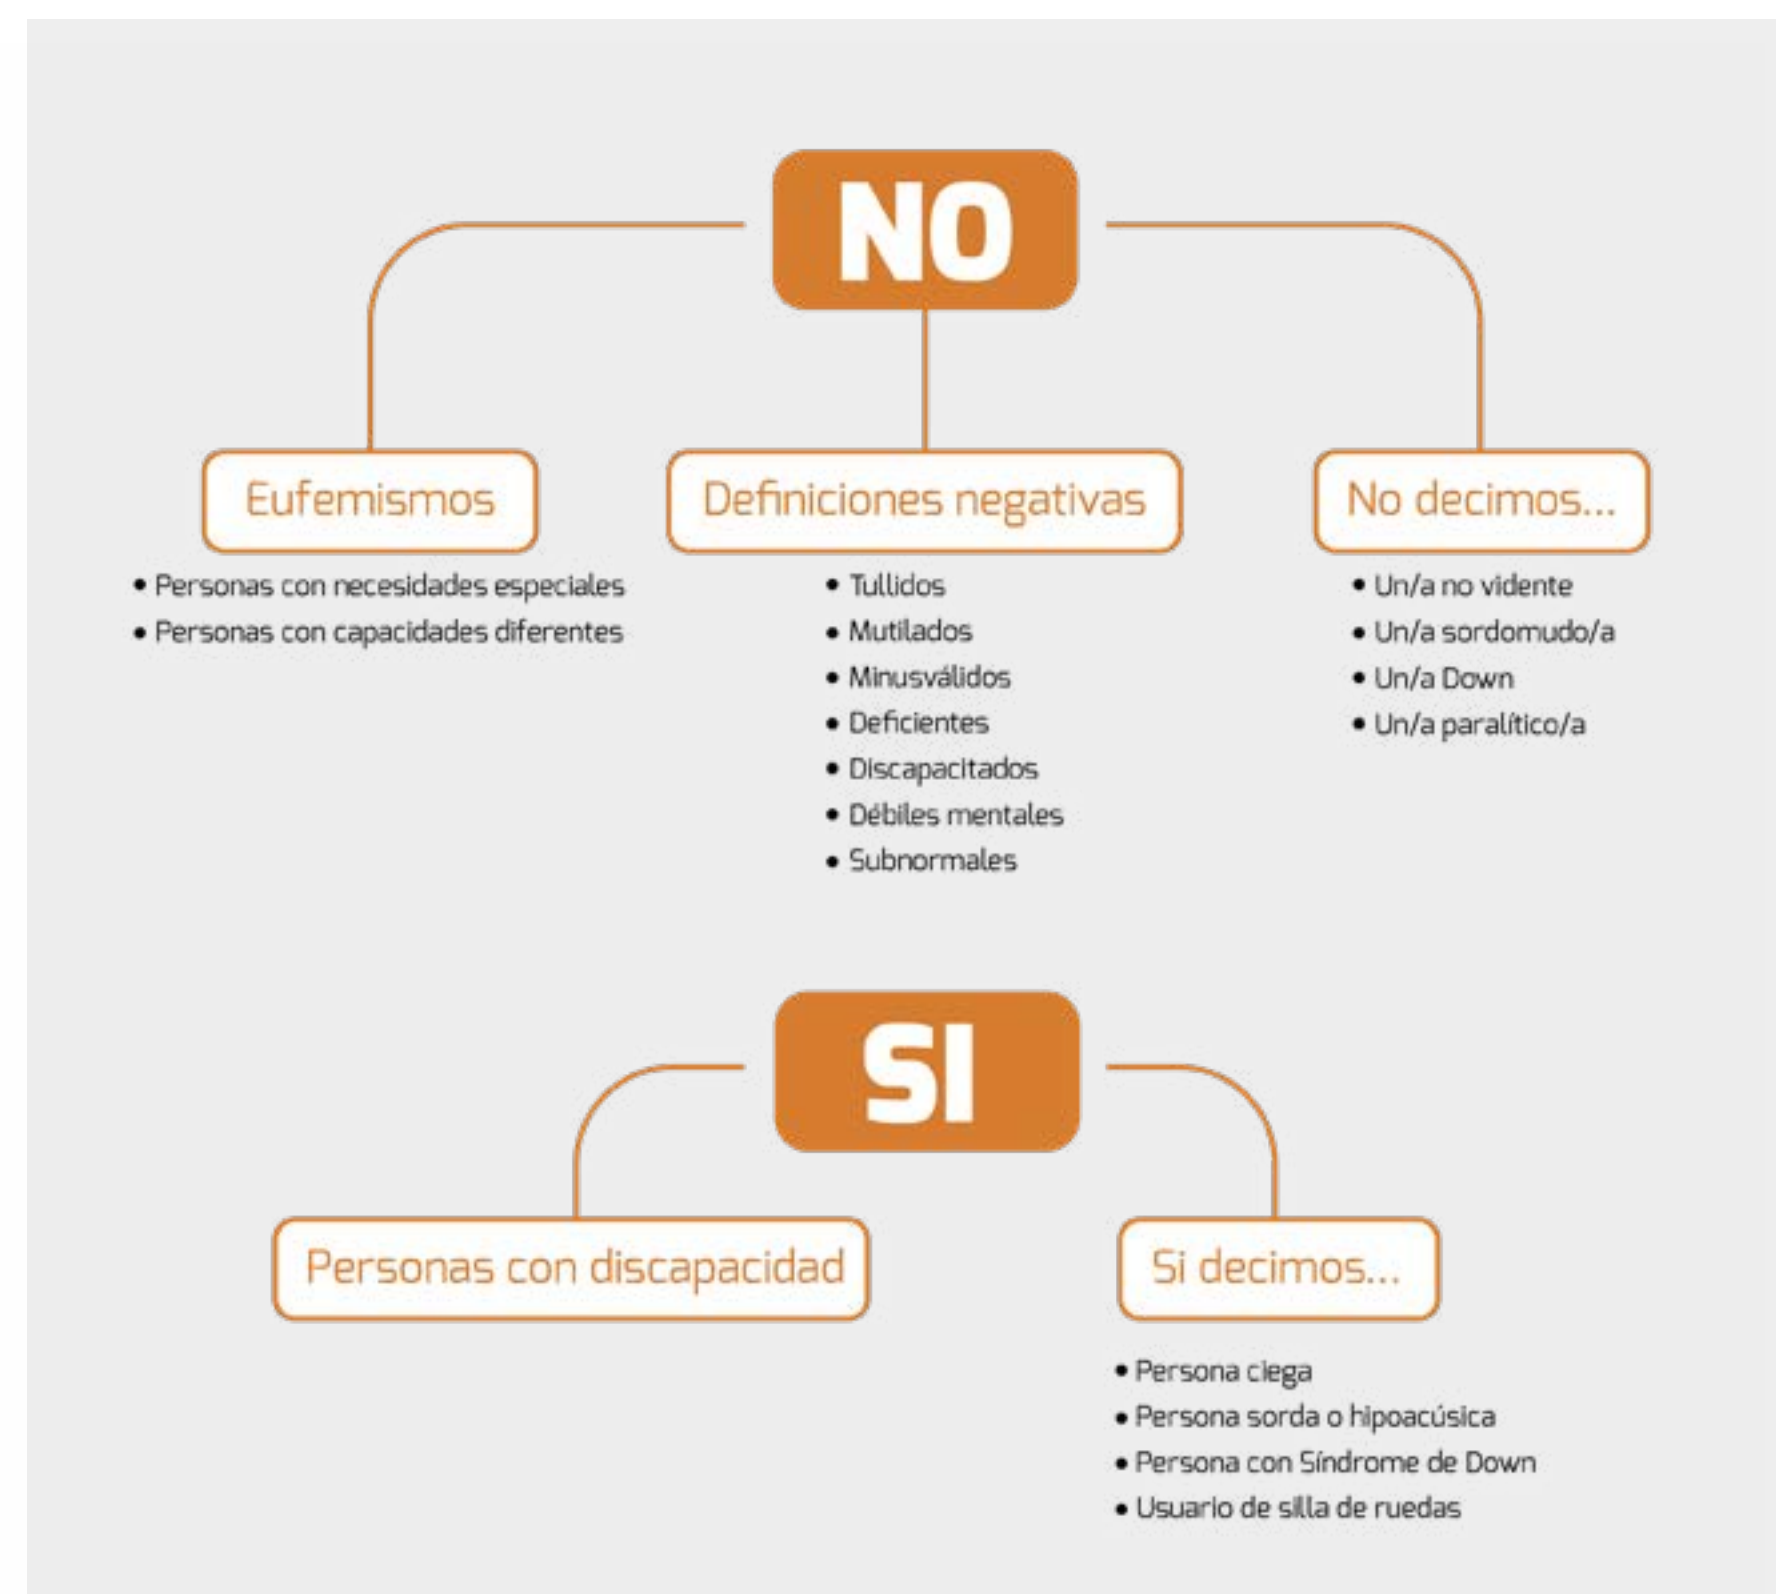 NO
Eufemismos
• Personas con necesidades especiales
• Personas con capacidades diferentes
Definiciones negativas
• Tullidos
• Mutilados
• Minusválidos
• Deficientes
• Discapacitados
• Débiles mentales
• Subnormales
No decimos...
• Un/a no vidente
• Un/a sordomudo/a
• Un/a Down
• Un/a paralítico/a
SI
Personas con discapacidad
Si decimos...
• Persona ciega
• Persona sorda o hipoacúsica
• Persona con Síndrome de Down
• Usuario de silla de ruedas